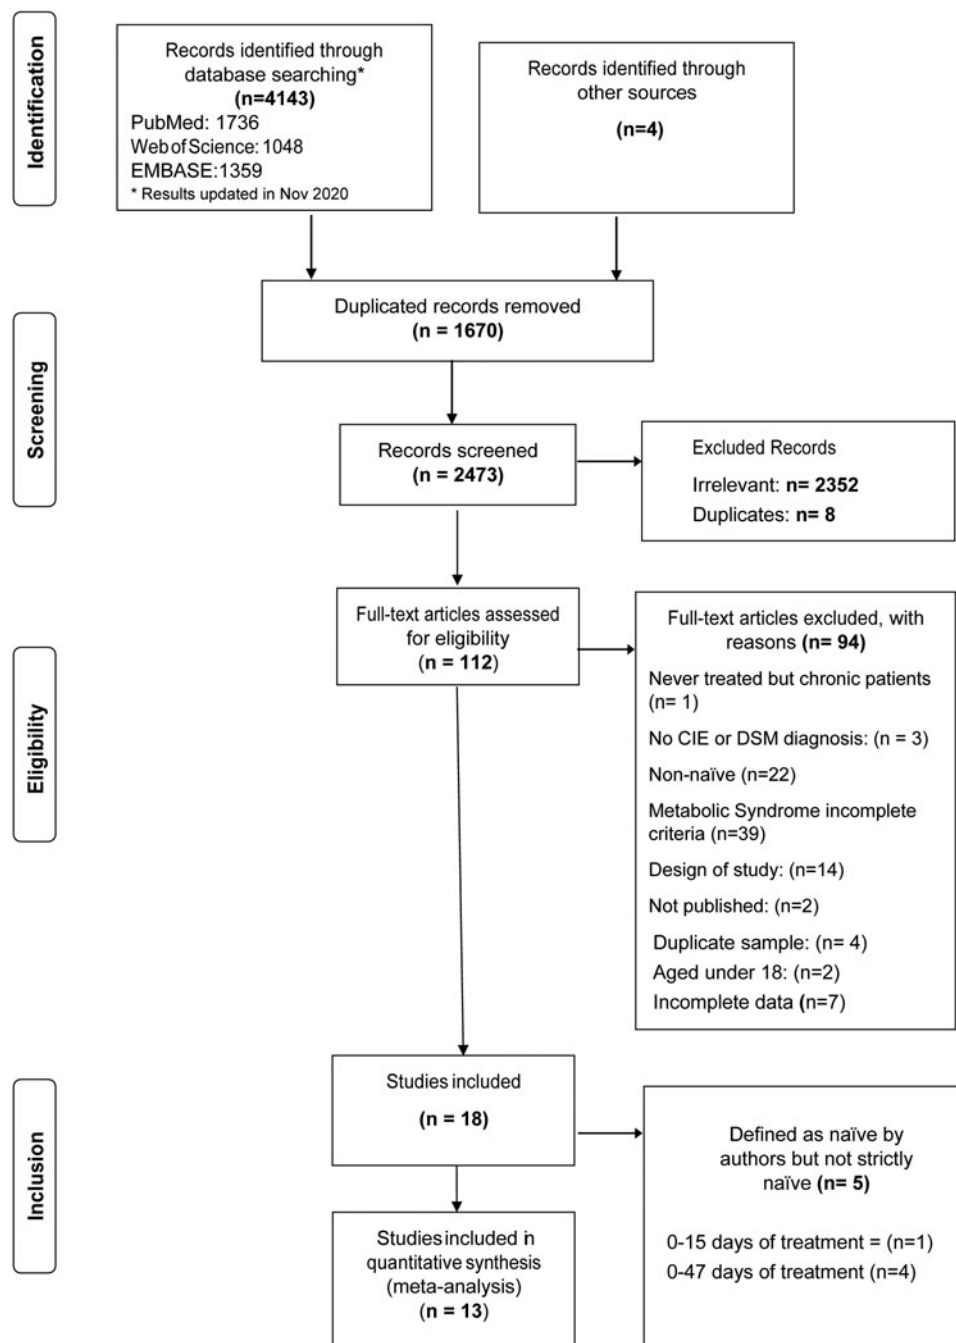 Identification
Records identified through
database searching*
(n=4143)
PubMed: 1736
Web of Science: 1048
EMBASE:1359
* Results updated in Nov 2020
Records identified through
other sources
(n=4)
Screening
Duplicated records removed
(n = 1670)
Records screened
(n = 2473)
Excluded Records
Irrelevant: n= 2352
Duplicates: n= 8
Eligibility
Full-text articles assessed
for eligibility
(n = 112)
Full-text articles excluded, with
reasons (n= 94)
Never treated but chronic patients
(n= 1)
No CIE or DSM diagnosis: (n = 3)
Non-naïve (n=22)
Metabolic Syndrome incomplete
criteria (n=39)
Design of study: (n=14)
Not published: (n=2)
Duplicate sample: (n= 4)
Aged under 18: (n=2)
Incomplete data (n=7)
Inclusion
Studies included
(n = 18)
Defined as naïve by
authors but not strictly
naïve (n= 5)
0-15 days of treatment = (n=1)
0-47 days of treatment (n=4)
Studies included in
quantitative synthesis
(meta-analysis)
(n = 13)